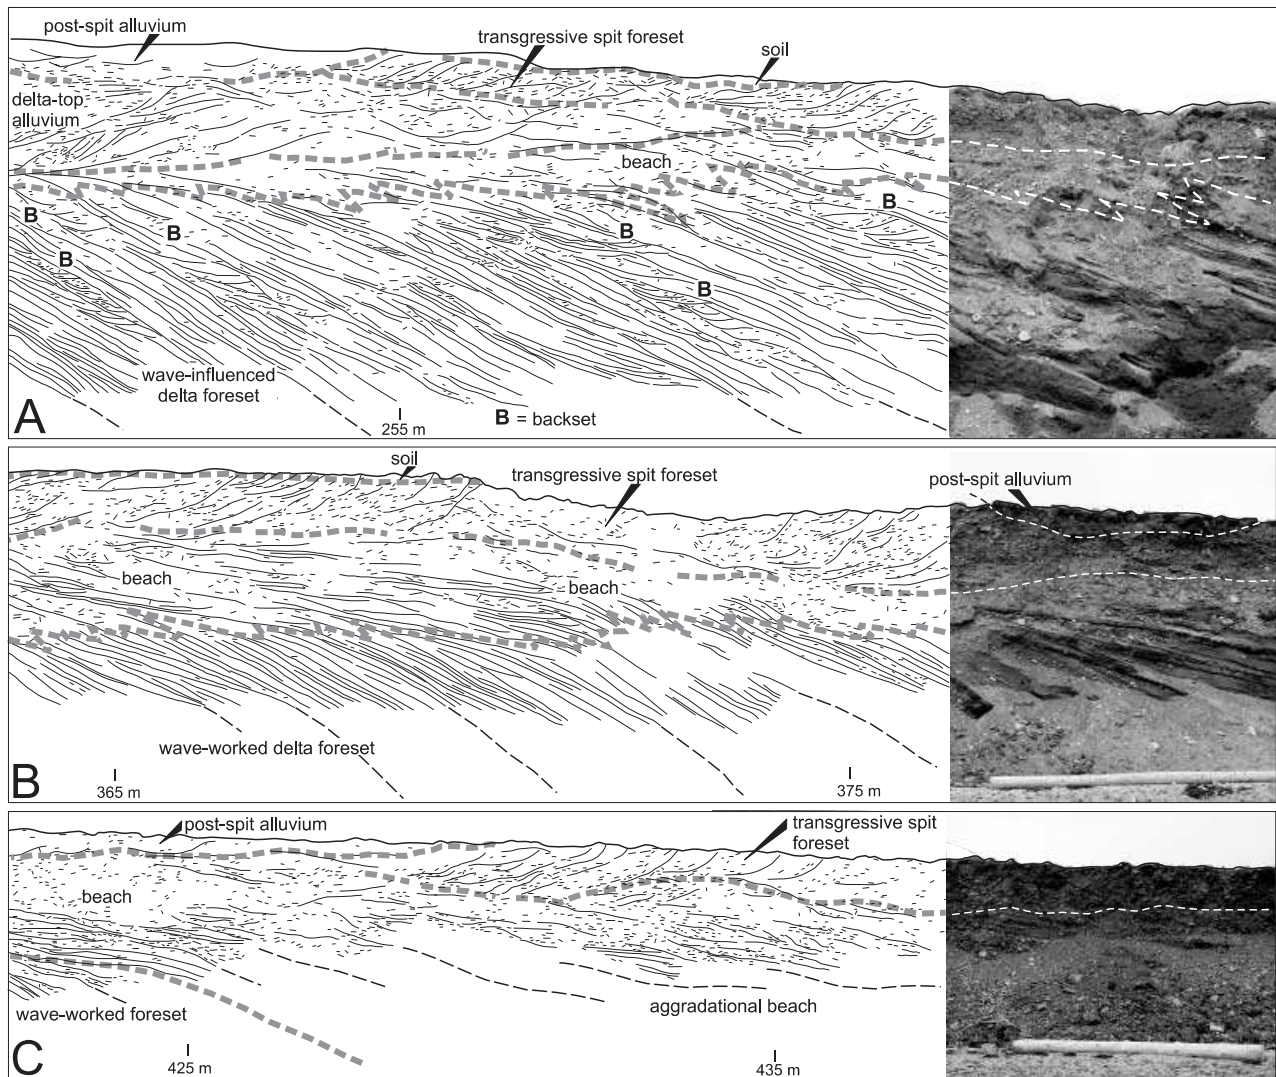 post-spit alluvium
transgressive spit foreset
soil
delta-top
alluvium
beach
B
B
B
B
B
B
wave-influenced
delta foreset
255 m
B = backset
A
soil
transgressive spit foreset
post-spit alluvium
beach
beach
wave-worked delta foreset
B
365 m
375 m
post-spit alluvium
transgressive spit
foreset
beach
aggradational beach
wave-worked foreset
C
425 m
435 m